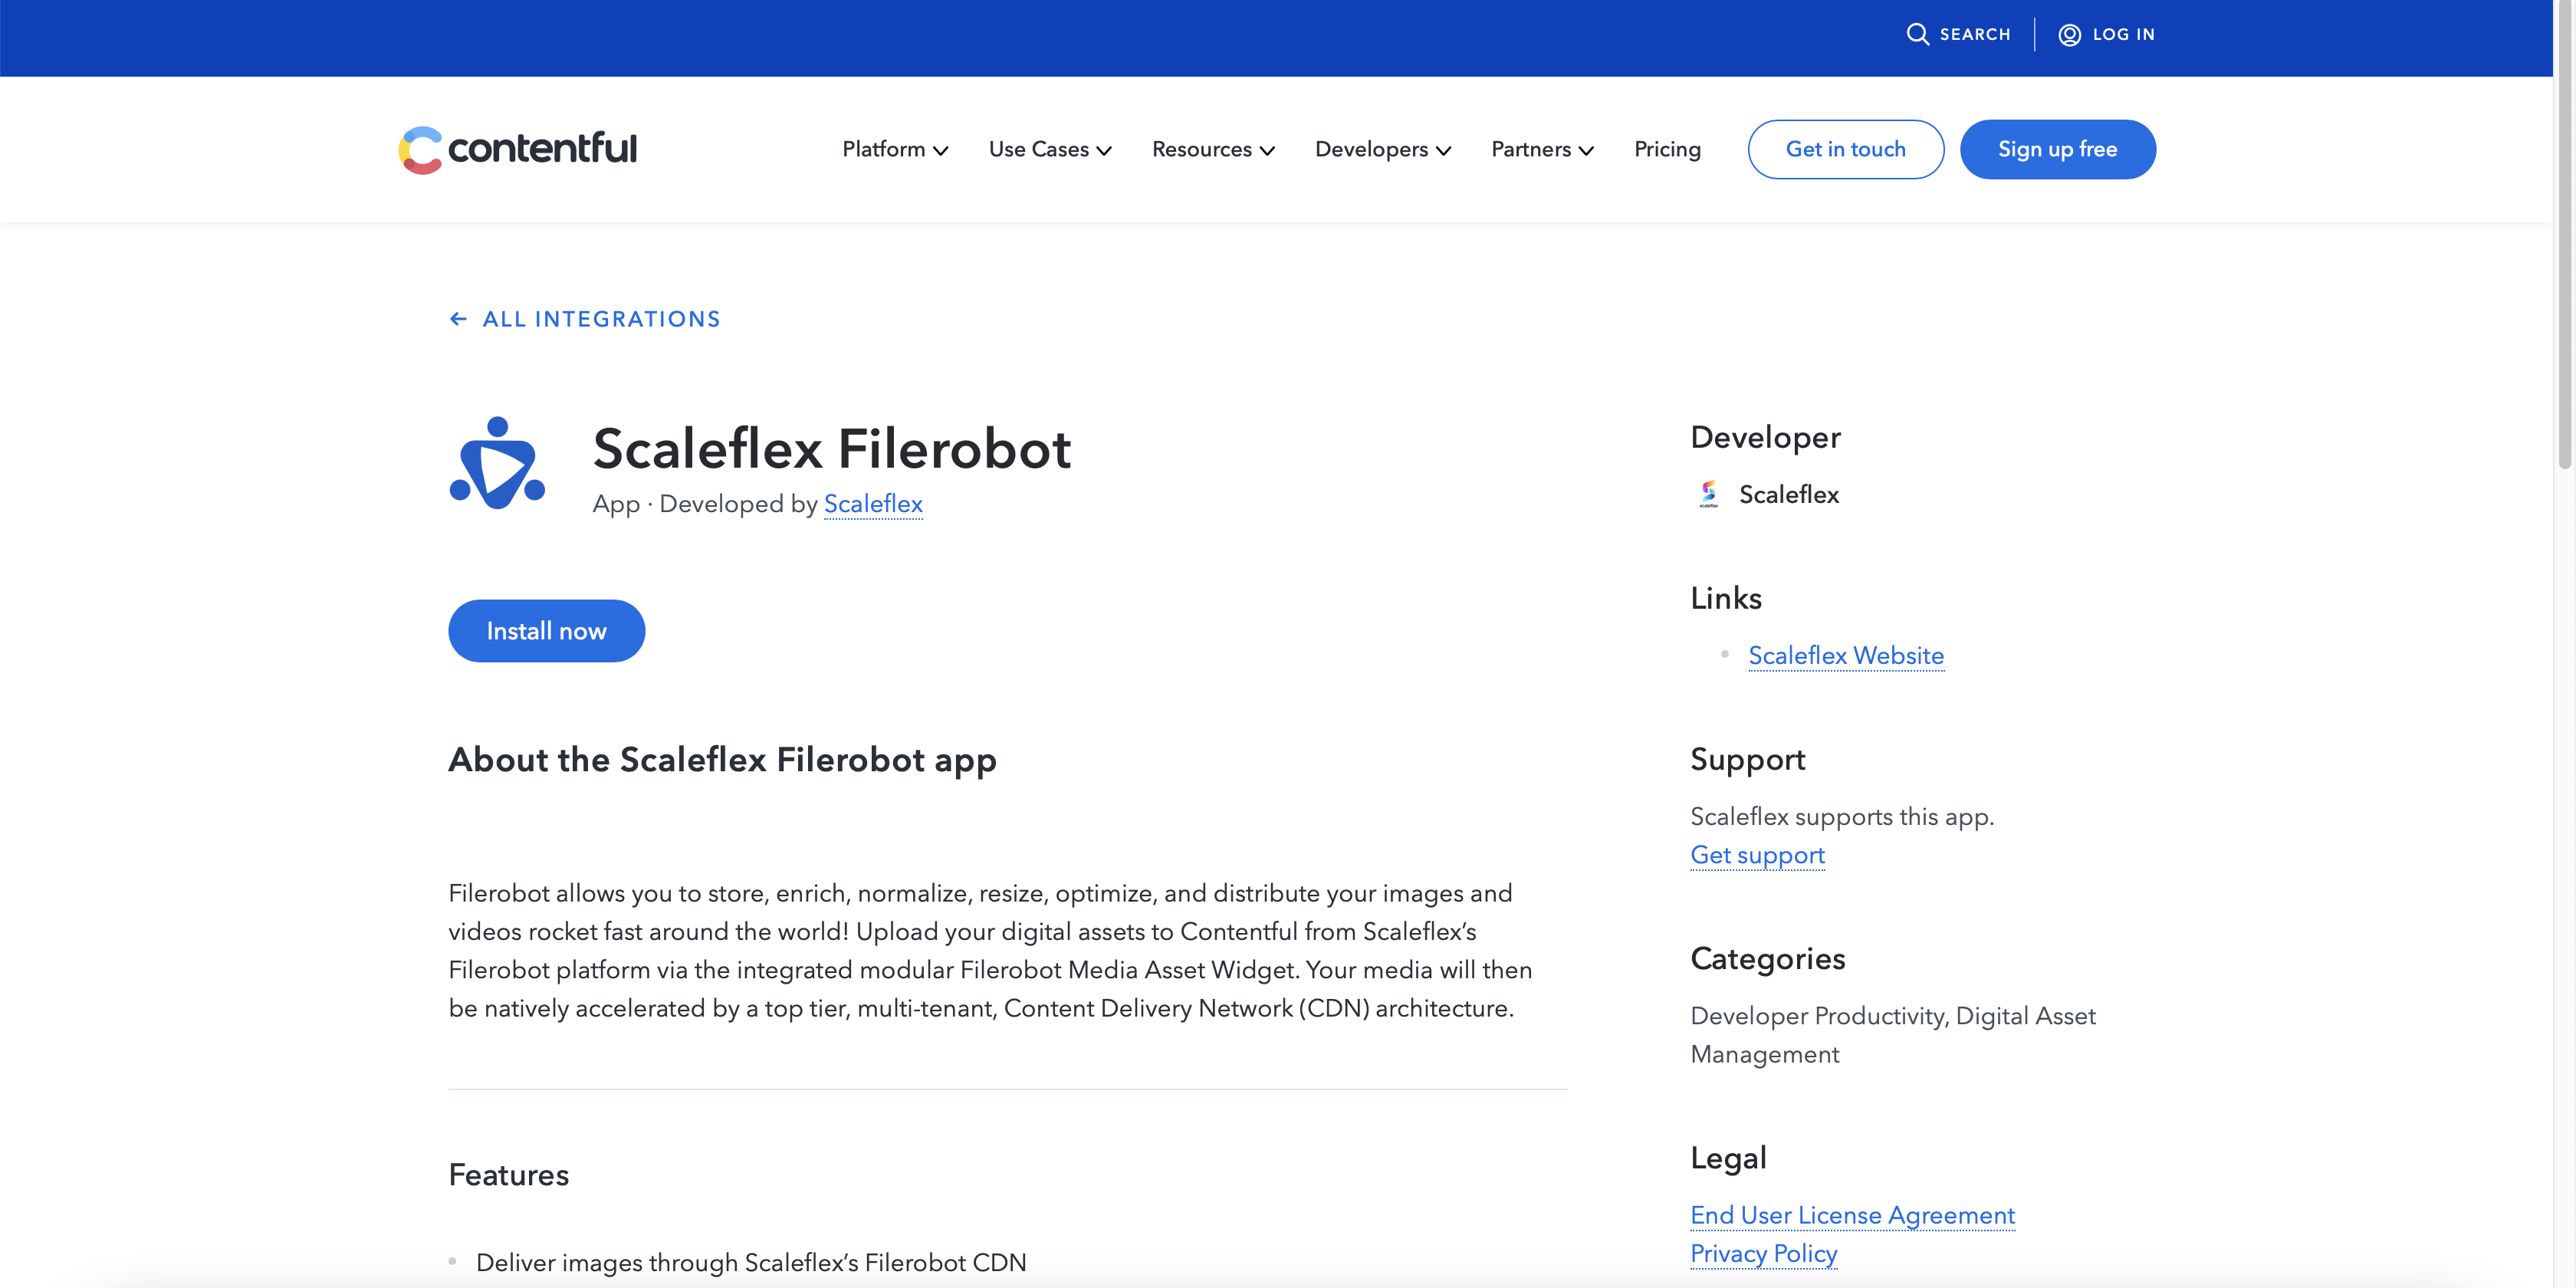 SEARCH
LOG IN
contentful
Platform
Use Cases
Resources
Developers
Partners
Pricing
Get in touch
Sign up free
ALL INTEGRATIONS
Scaleflex Filerobot
App · Developed by Scaleflex
Install now
About the Scaleflex Filerobot app
Filerobot allows you to store, enrich, normalize, resize, optimize, and distribute your images and
videos rocket fast around the world! Upload your digital assets to Contentful from Scaleflex’s
Filerobot platform via the integrated modular Filerobot Media Asset Widget. Your media will then
be natively accelerated by a top tier, multi-tenant, Content Delivery Network (CDN) architecture.
Features
Deliver images through Scaleflex’s Filerobot CDN
Developer
scaleflex
Scaleflex
Links
Scaleflex Website
Support
Scaleflex supports this app.
Get support
Categories
Developer Productivity, Digital Asset
Management
Legal
End User License Agreement
Privacy Policy